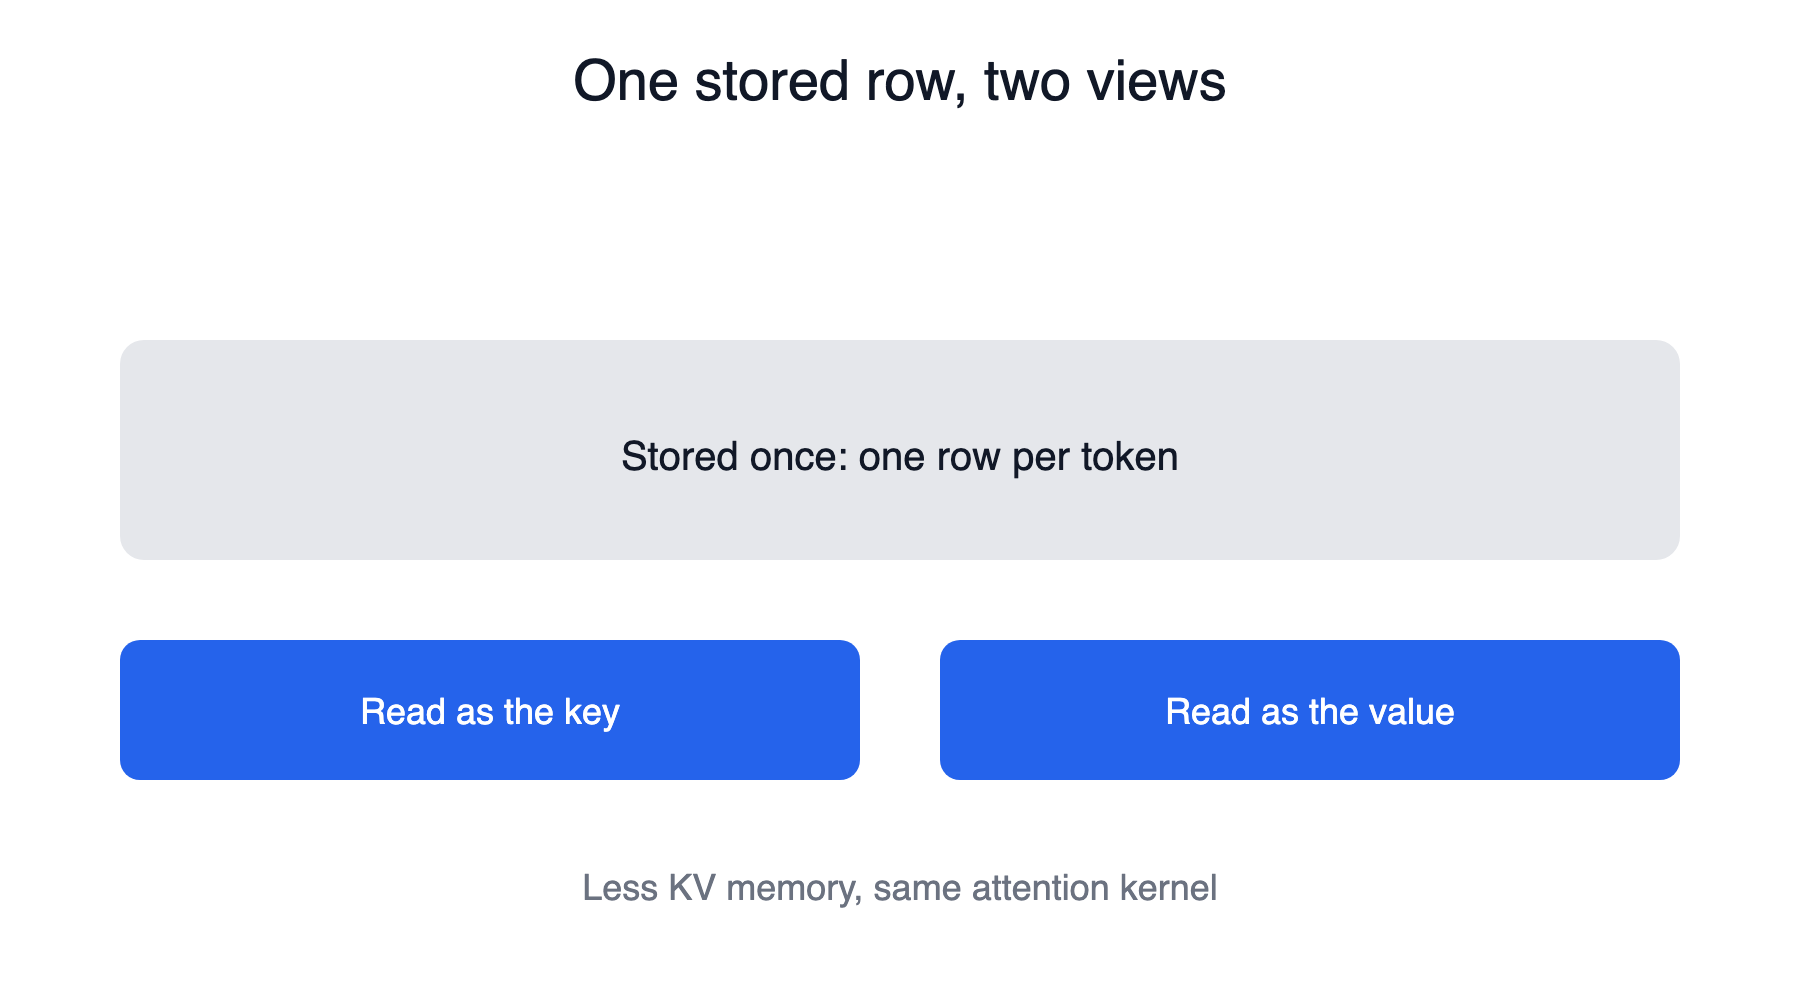 One stored row, two views
Stored once: one row per token
Read as the key
Read as the value
Less KV memory, same attention kernel